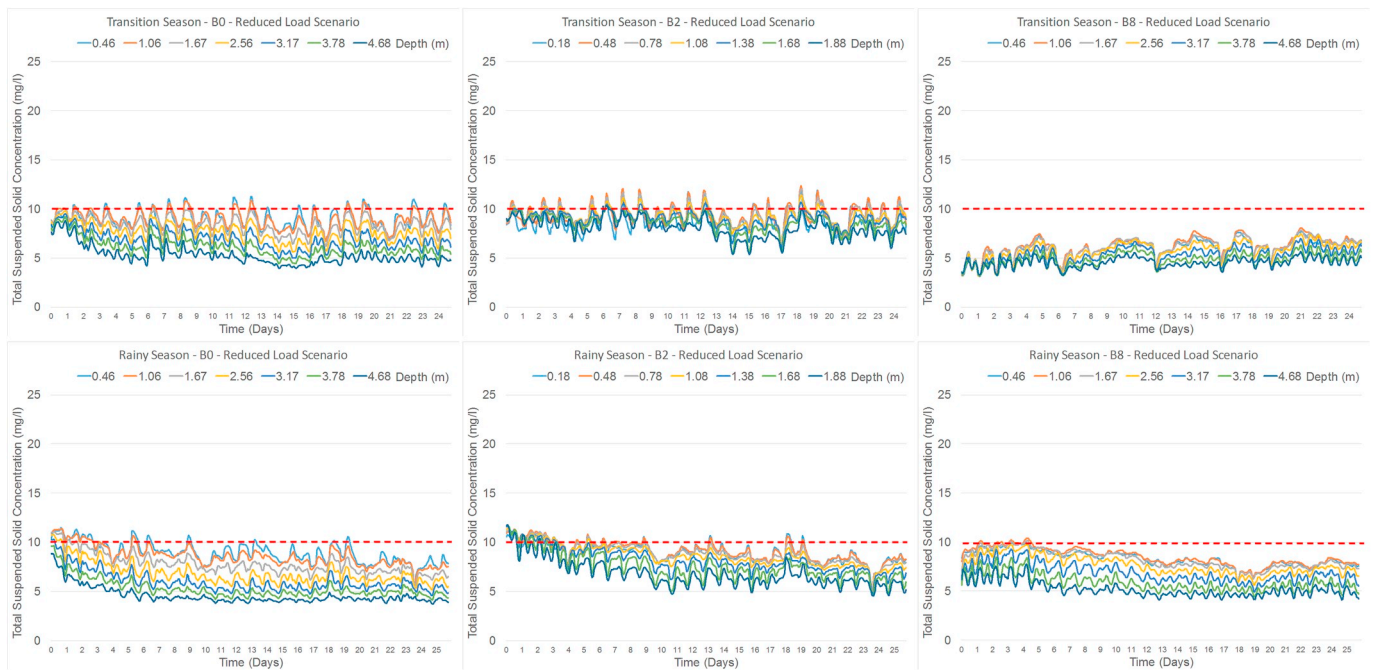 Transition Season - B0 - Reduced Load Scenario
0.46 1.06 1.67 2.56 3.17 3.78 4.68 Depth (m)
Total Suspended Solid Concentration (mg/l)
25
20
15
10
5
0
0 1 2 3 4 5 6 7 8 9 10 11 12 13 14 15 16 17 18 19 20 21 22 23 24
Time (Days)
Transition Season - B2 - Reduced Load Scenario
0.18 0.48 0.78 1.08 1.38 1.68 1.88 Depth (m)
Total Suspended Solid Concentration (mg/l)
25
20
15
10
5
0
0 1 2 3 4 5 6 7 8 9 10 11 12 13 14 15 16 17 18 19 20 21 22 23 24
Time (Days)
Transition Season - B8 - Reduced Load Scenario
0.46 1.06 1.67 2.56 3.17 3.78 4.68 Depth (m)
Total Suspended Solid Concentration (mg/l)
25
20
15
10
5
0
0 1 2 3 4 5 6 7 8 9 10 11 12 13 14 15 16 17 18 19 20 21 22 23 24
Time (Days)
Rainy Season - B0 - Reduced Load Scenario
0.46 1.06 1.67 2.56 3.17 3.78 4.68 Depth (m)
Total Suspended Solid Concentration (mg/l)
25
20
15
10
5
0
0 1 2 3 4 5 6 7 8 9 10 11 12 13 14 15 16 17 18 19 20 21 22 23 24 25
Time (Days)
Rainy Season - B2 - Reduced Load Scenario
0.18 0.48 0.78 1.08 1.38 1.68 1.88 Depth (m)
Total Suspended Solid Concentration (mg/l)
25
20
15
10
5
0
0 1 2 3 4 5 6 7 8 9 10 11 12 13 14 15 16 17 18 19 20 21 22 23 24 25
Time (Days)
Rainy Season - B8 - Reduced Load Scenario
0.46 1.06 1.67 2.56 3.17 3.78 4.68 Depth (m)
Total Suspended Solid Concentration (mg/l)
25
20
15
10
5
0
0 1 2 3 4 5 6 7 8 9 10 11 12 13 14 15 16 17 18 19 20 21 22 23 24 25
Time (Days)